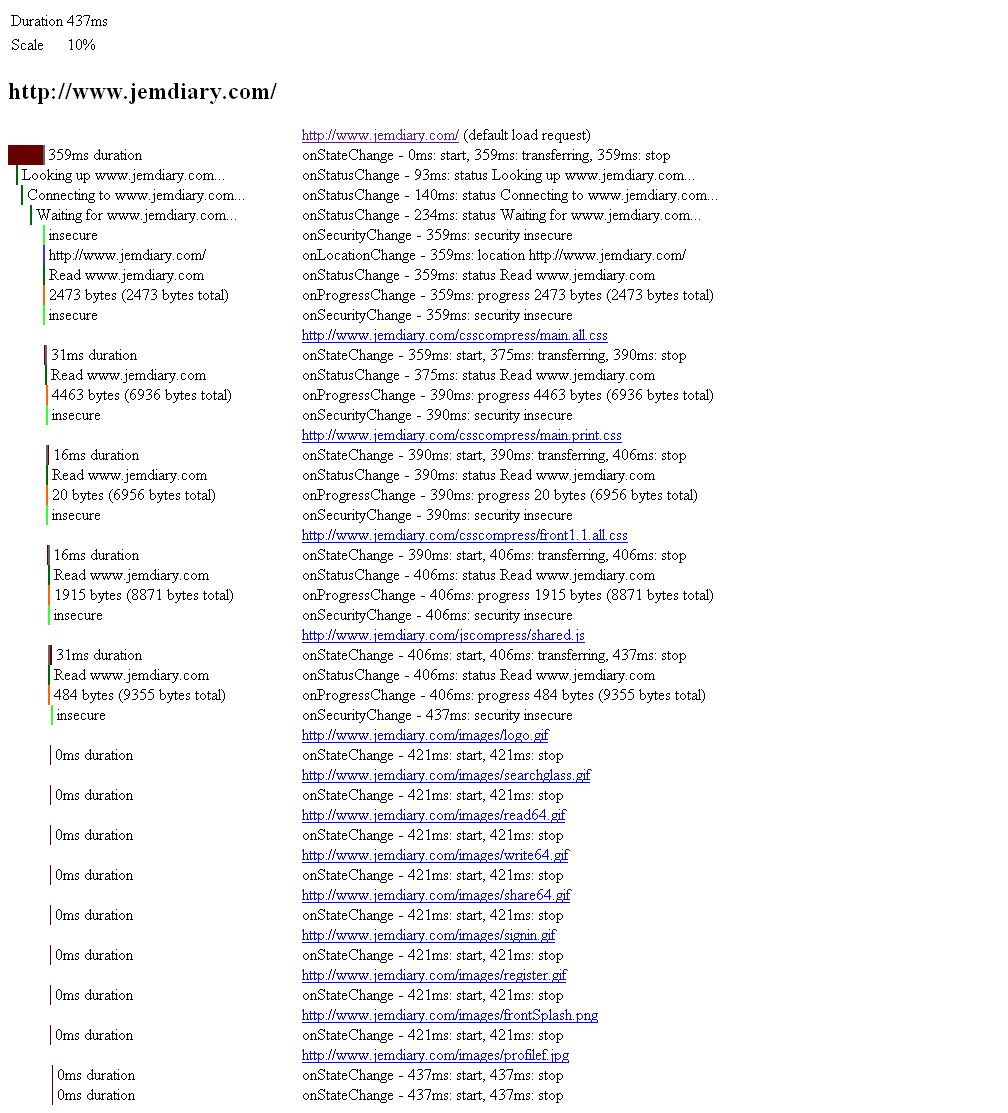 Duration 437ms
Scale 10%
http://www.jemdiary.com/
http://www.jemdiary.com/ (default load request)
359ms duration onStateChange - 0ms: start, 359ms: transferring, 359ms: stop
Looking up www.jemdiary.com... onStatusChange - 93ms: status Looking up www.jemdiary.com...
Connecting to www.jemdiary.com... onStatusChange - 140ms: status Connecting to www.jemdiary.com...
Waiting for www.jemdiary.com... onStatusChange - 234ms: status Waiting for www.jemdiary.com...
insecure onSecurityChange - 359ms: security insecure
http://www.jemdiary.com/ onLocationChange - 359ms: location http://www.jemdiary.com/
Read www.jemdiary.com onStatusChange - 359ms: status Read www.jemdiary.com
2473 bytes (2473 bytes total) onProgressChange - 359ms: progress 2473 bytes (2473 bytes total)
insecure onSecurityChange - 359ms: security insecure
http://www.jemdiary.com/csscompress/main.all.css
31ms duration onStateChange - 359ms: start, 375ms: transferring, 390ms: stop
Read www.jemdiary.com onStatusChange - 375ms: status Read www.jemdiary.com
4463 bytes (6936 bytes total) onProgressChange - 390ms: progress 4463 bytes (6936 bytes total)
insecure onSecurityChange - 390ms: security insecure
http://www.jemdiary.com/csscompress/main.print.css
16ms duration onStateChange - 390ms: start, 390ms: transferring, 406ms: stop
Read www.jemdiary.com onStatusChange - 390ms: status Read www.jemdiary.com
20 bytes (6956 bytes total) onProgressChange - 390ms: progress 20 bytes (6956 bytes total)
insecure onSecurityChange - 390ms: security insecure
http://www.jemdiary.com/csscompress/front1.1.all.css
16ms duration onStateChange - 390ms: start, 406ms: transferring, 406ms: stop
Read www.jemdiary.com onStatusChange - 406ms: status Read www.jemdiary.com
1915 bytes (8871 bytes total) onProgressChange - 406ms: progress 1915 bytes (8871 bytes total)
insecure onSecurityChange - 406ms: security insecure
http://www.jemdiary.com/jscompress/shared.js
31ms duration onStateChange - 406ms: start, 406ms: transferring, 437ms: stop
Read www.jemdiary.com onStatusChange - 406ms: status Read www.jemdiary.com
484 bytes (9355 bytes total) onProgressChange - 406ms: progress 484 bytes (9355 bytes total)
insecure onSecurityChange - 437ms: security insecure
http://www.jemdiary.com/images/logo.gif
0ms duration onStateChange - 421ms: start, 421ms: stop
http://www.jemdiary.com/images/searchglass.gif
0ms duration onStateChange - 421ms: start, 421ms: stop
http://www.jemdiary.com/images/read64.gif
0ms duration onStateChange - 421ms: start, 421ms: stop
http://www.jemdiary.com/images/write64.gif
0ms duration onStateChange - 421ms: start, 421ms: stop
http://www.jemdiary.com/images/share64.gif
0ms duration onStateChange - 421ms: start, 421ms: stop
http://www.jemdiary.com/images/signin.gif
0ms duration onStateChange - 421ms: start, 421ms: stop
http://www.jemdiary.com/images/register.gif
0ms duration onStateChange - 421ms: start, 421ms: stop
http://www.jemdiary.com/images/frontSplash.png
0ms duration onStateChange - 421ms: start, 421ms: stop
http://www.jemdiary.com/images/profilef.jpg
0ms duration onStateChange - 437ms: start, 437ms: stop
0ms duration onStateChange - 437ms: start, 437ms: stop